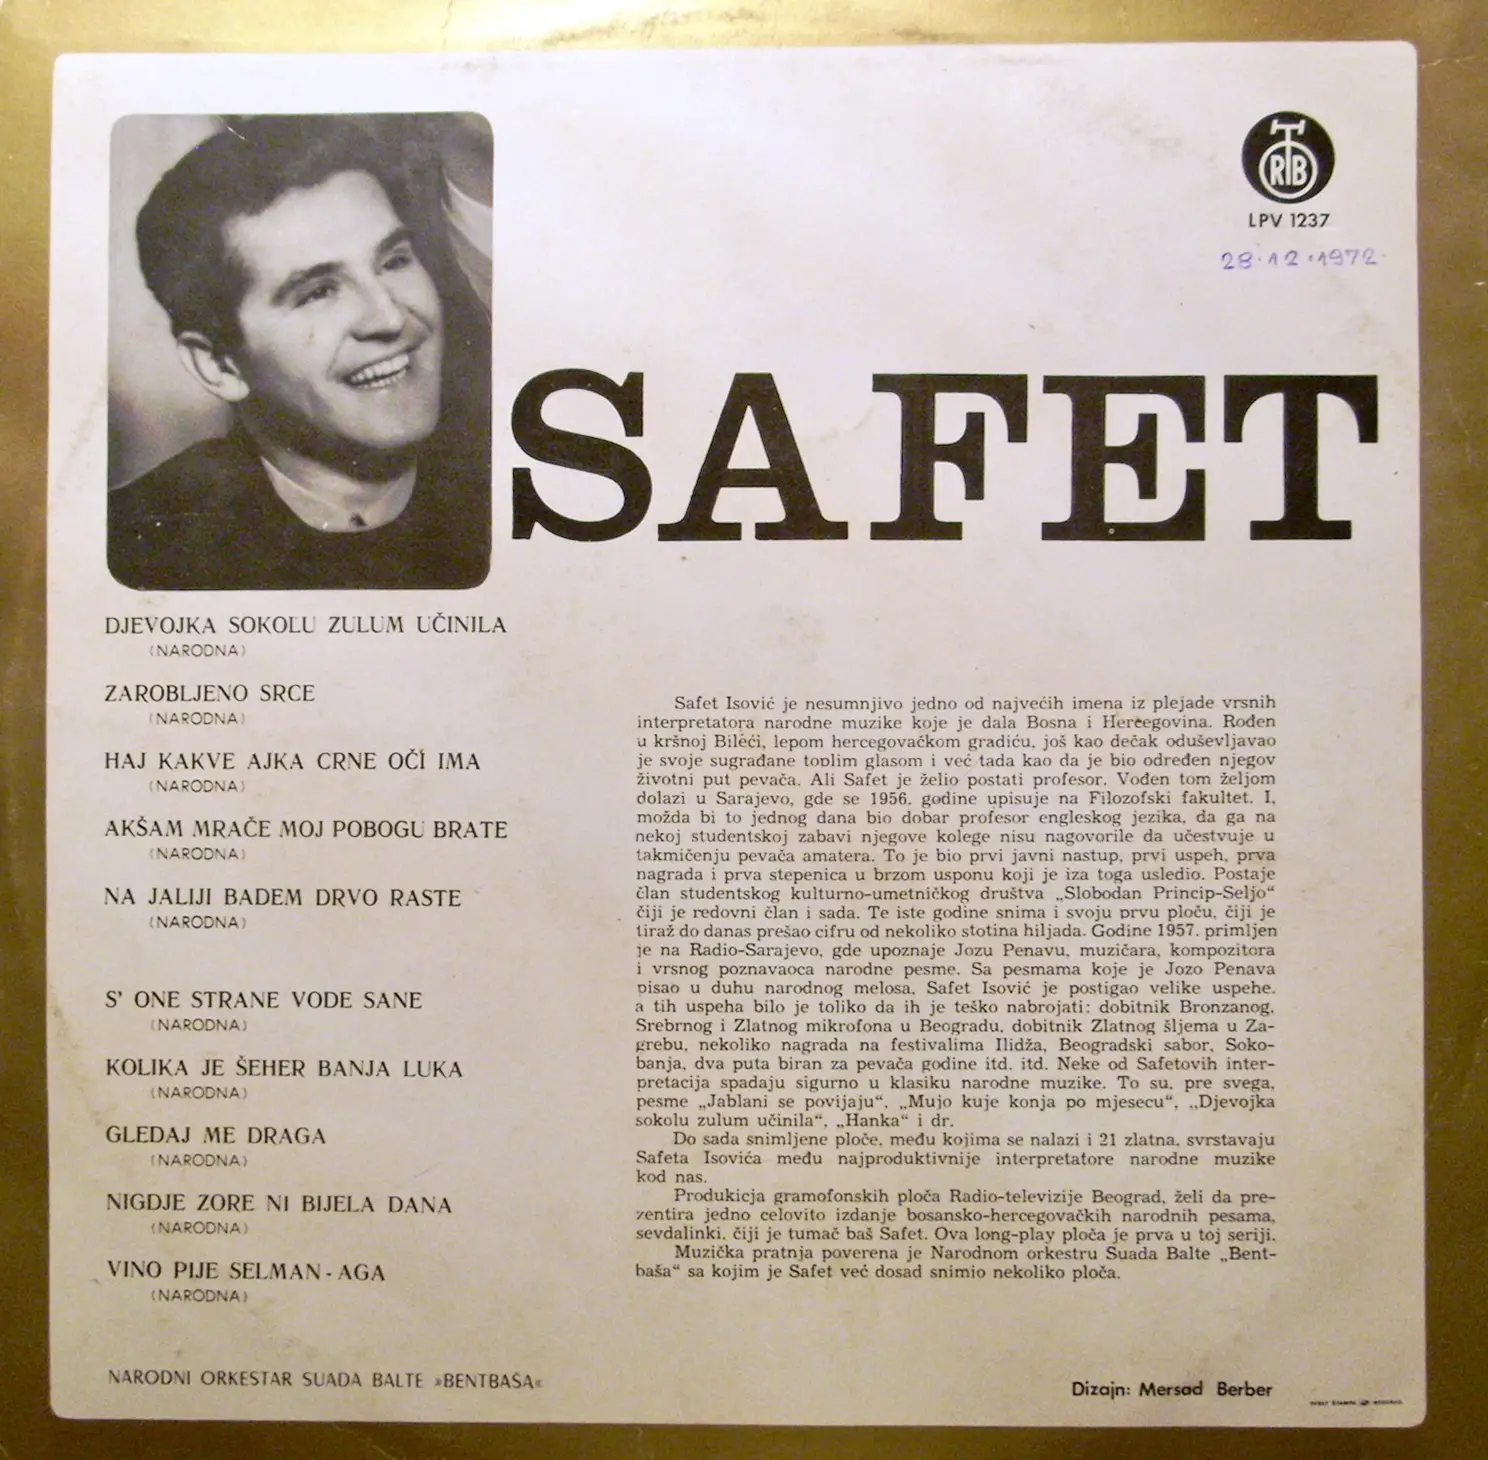 RTB
LPV 1237
28.12.1972.
SAFET
DJEVOJKA SOKOLU ZULUM UČINILA
(NARODNA)
ZAROBLJENO SRCE
(NARODNA)
HAJ KAKVE AJKA CRNE OČI IMA
(NARODNA)
AKŠAM MRAČE MOJ POBOGU BRATE
(NARODNA)
NA JALIJI BADEM DRVO RASTE
(NARODNA)
S' ONE STRANE VODE SANE
(NARODNA)
KOLIKA JE ŠEHER BANJA LUKA
(NARODNA)
GLEDAJ ME DRAGA
(NARODNA)
NIGDJE ZORE NI BIJELA DANA
(NARODNA)
VINO PIJE SELMAN-AGA
(NARODNA)
NARODNI ORKESTAR SUADA BALTE »BENTBAŠA«
Safet Isović je nesumnjivo jedno od najvećih imena iz plejade vrsnih
interpretatora narodne muzike koje je dala Bosna i Hercegovina. Rođen
u kršnoj Bileći, lepom hercegovačkom gradiću, još kao dečak oduševljavao
je svoje sugrađane toplim glasom i već tada kao da je bio određen njegov
životni put pevača. Ali Safet je želio postati profesor. Vođen tom željom
dolazi u Sarajevo, gde se 1956. godine upisuje na Filozofski fakultet. I,
možda bi to jednog dana bio dobar profesor engleskog jezika, da ga na
nekoj studentskoj zabavi njegove kolege nisu nagovorile da učestvuje u
takmičenju pevača amatera. To je bio prvi javni nastup, prvi uspeh, prva
nagrada i prva stepenica u brzom usponu koji je iza toga usledio. Postaje
član studentskog kulturno-umetničkog društva „Slobodan Princip-Seljo“
čiji je redovni član i sada. Te iste godine snima i svoju prvu ploču, čiji je
tiraž do danas prešao cifru od nekoliko stotina hiljada. Godine 1957. primljen
je na Radio-Sarajevo, gde upoznaje Jozu Penavu, muzičara, kompozitora
i vrsnog poznavaoca narodne pesme. Sa pesmama koje je Jozo Penava
pisao u duhu narodnog melosa, Safet Isović je postigao velike uspehe,
a tih uspeha bilo je toliko da ih je teško nabrojati: dobitnik Bronzanog,
Srebrnog i Zlatnog mikrofona u Beogradu, dobitnik Zlatnog šljema u Za-
grebu, nekoliko nagrada na festivalima Ilidža, Beogradski sabor, Soko-
banja, dva puta biran za pevača godine itd. itd. Neke od Safetovih inter-
pretacija spadaju sigurno u klasiku narodne muzike. To su, pre svega,
pesme „Jablani se povijaju“, „Mujo kuje konja po mjesecu“, „Djevojka
sokolu zulum učinila“, „Hanka“ i dr.
Do sada snimljene ploče, među kojima se nalazi i 21 zlatna, svrstavaju
Safeta Isovića među najproduktivnije interpretatore narodne muzike
kod nas.
Produkicja gramofonskih ploča Radio-televizije Beograd, želi da pre-
zentira jedno celovito izdanje bosansko-hercegovačkih narodnih pesama,
sevdalinki, čiji je tumač baš Safet. Ova long-play ploča je prva u toj seriji.
Muzička pratnja poverena je Narodnom orkestru Suada Balte „Bent-
baša“ sa kojim je Safet već dosad snimio nekoliko ploča.
Dizajn: Mersad Berber